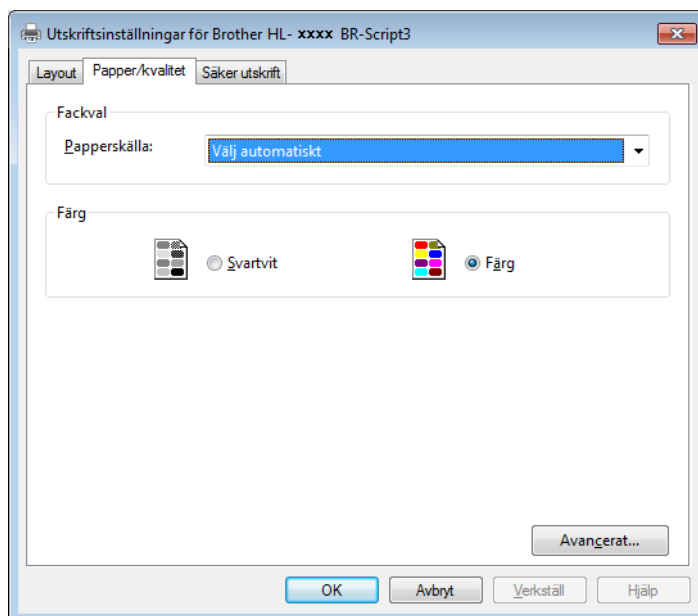 Utskriftsinställningar för Brother HL- xxxx BR-Script3
Layout Papper/kvalitet Säker utskrift
Fackval
Papperskälla: Välj automatiskt
Färg
Svartvit Färg
Avancerat...
OK Avbryt Verkställ Hjälp